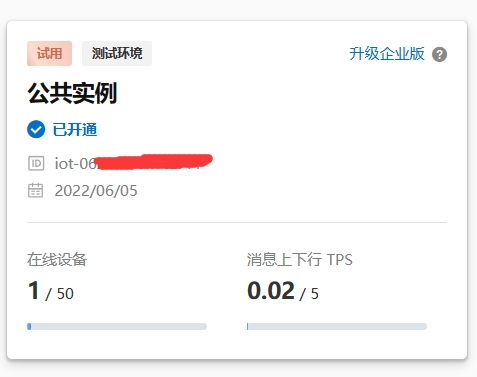 试用 测试环境 升级企业版 ?
公共实例
已开通
ID iot-06
2022/06/05
在线设备 消息上下行 TPS
1 / 50 0.02 / 5